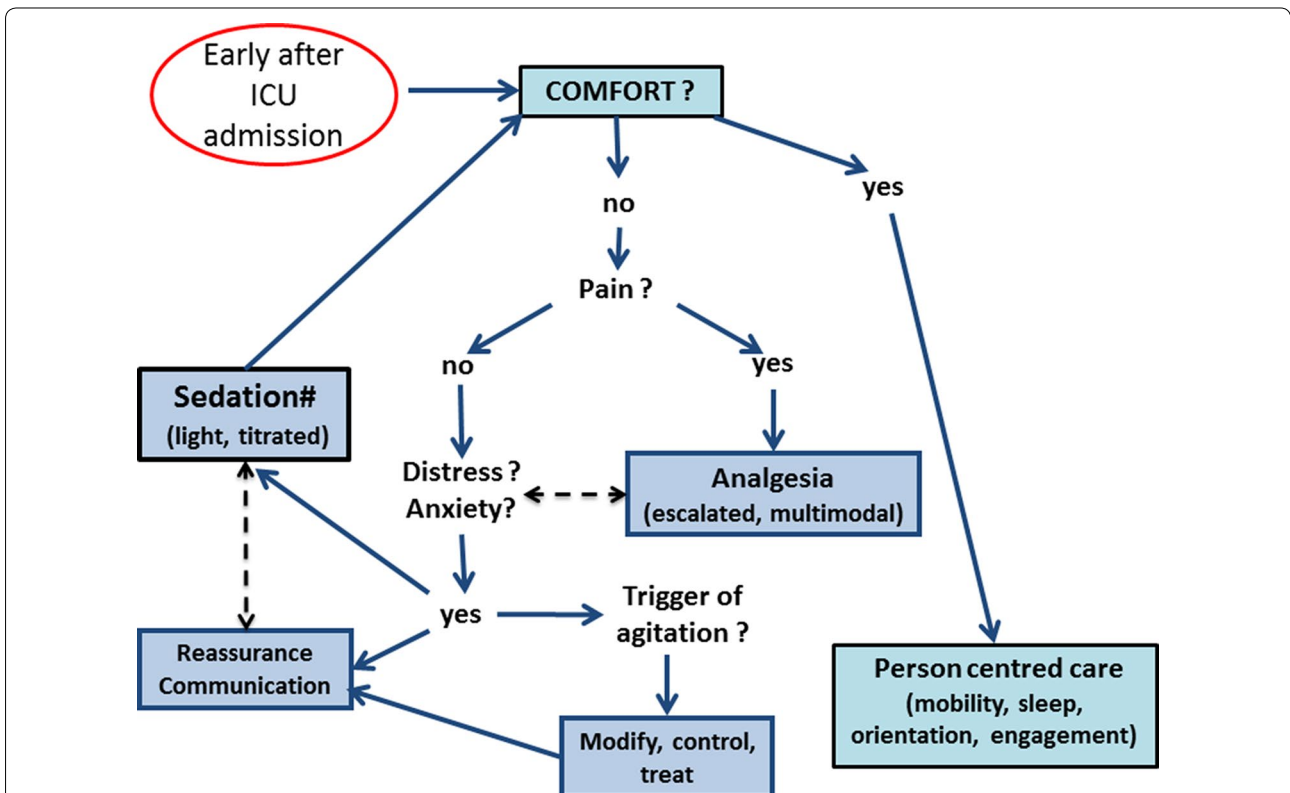 Early after
ICU
admission
COMFORT ?
yes
no
Pain ?
no
yes
Sedation#
(light, titrated)
Distress ?
Anxiety?
Analgesia
(escalated, multimodal)
yes
Trigger of
agitation ?
Reassurance
Communication
Person centred care
(mobility, sleep,
orientation, engagement)
Modify, control,
treat